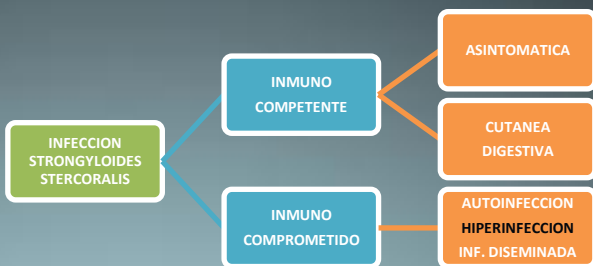 INFECCION
STRONGYLOIDES
STERCORALIS
INMUNO
COMPETENTE
ASINTOMATICA
CUTANEA
DIGESTIVA
INMUNO
COMPROMETIDO
AUTOINFECCION
HIPERINFECCION
INF. DISEMINADA